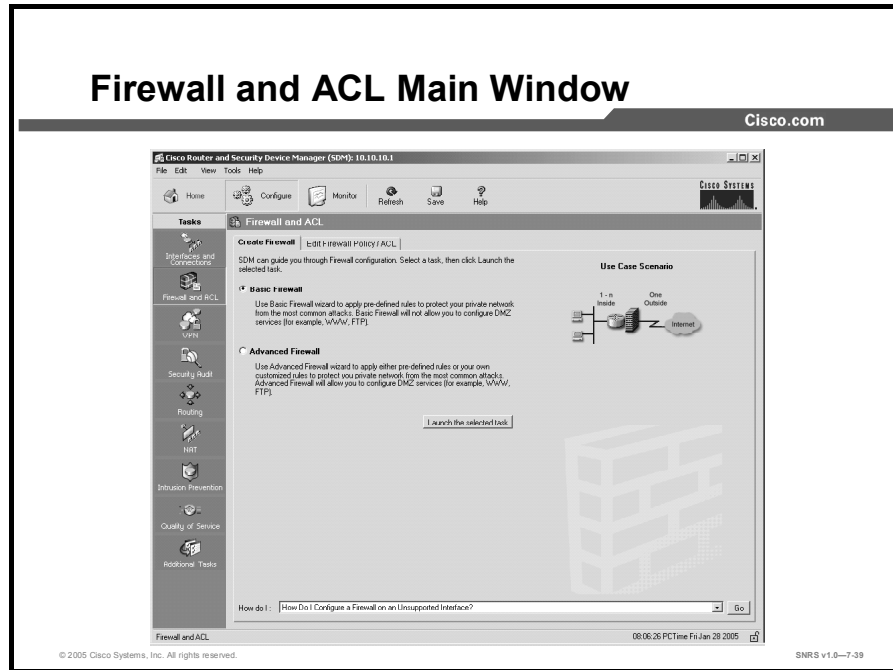 Firewall and ACL Main Window
Cisco.com
Cisco Router and Security Device Manager (SDM): 10.10.10.1
File Edit View Tools Help
Home Configure Monitor Refresh Save Help
CISCO SYSTEMS
Tasks
Firewall and ACL
Interfaces and Connections
Firewall and ACL
VPN
Security Audit
Routing
NAT
Intrusion Prevention
Quality of Service
Additional Tasks
Create Firewall Edit Firewall Policy / ACL
SDM can guide you through Firewall configuration. Select a task, then click Launch the
selected task.
Basic Firewall
Use Basic Firewall wizard to apply pre-defined rules to protect your private network
from the most common attacks. Basic Firewall will not allow you to configure DMZ
services (for example, WWW, FTP).
Advanced Firewall
Use Advanced Firewall wizard to apply either pre-defined rules or your own
customized rules to protect you private network from the most common attacks.
Advanced Firewall will allow you to configure DMZ services (for example, WWW,
FTP).
Launch the selected task
Use Case Scenario
1 - n
Inside
One
Outside
Internet
How do I : How Do I Configure a Firewall on an Unsupported Interface? Go
Firewall and ACL 08:06:26 PCTime Fri Jan 28 2005
© 2005 Cisco Systems, Inc. All rights reserved. SNRS v1.0—7-39